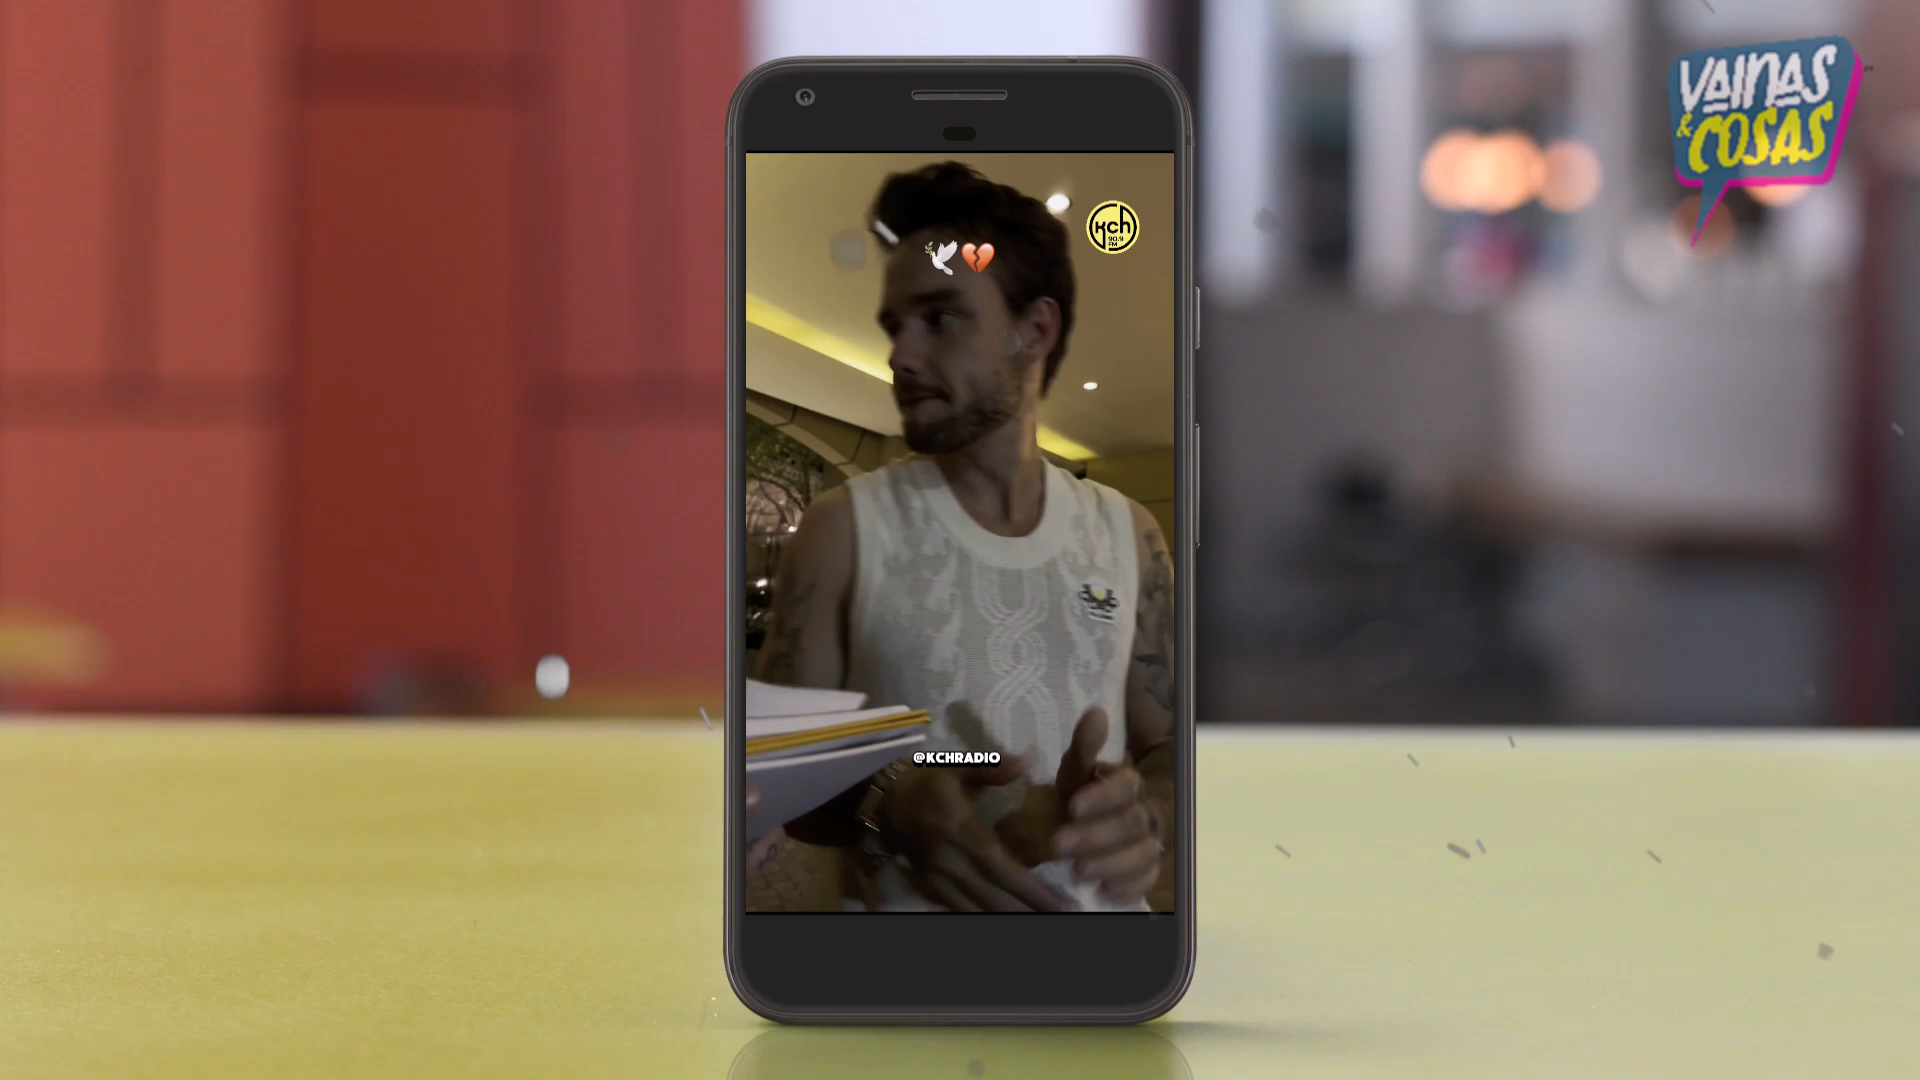 VAINAS
& COSAS
kch
90.9
FM
@KCHRADIO